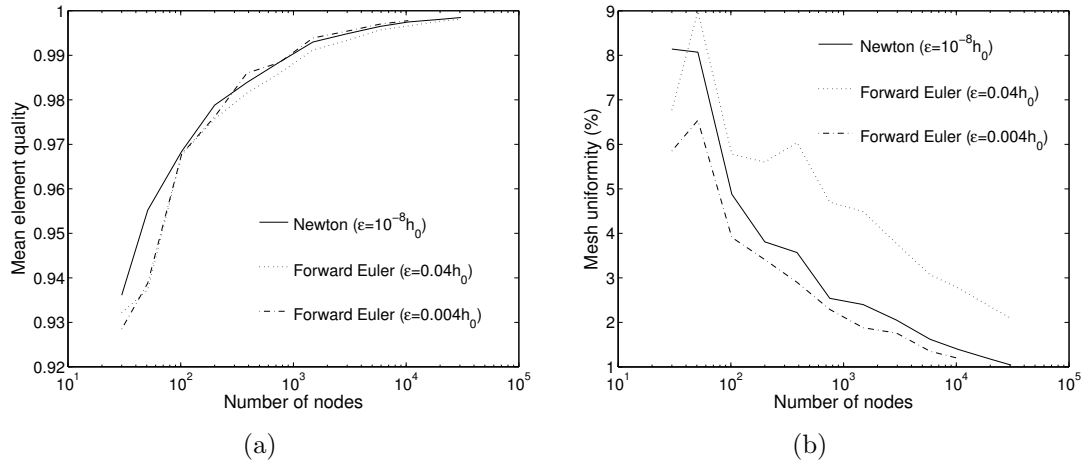 1
0.99
0.98
0.97
0.96
0.95
0.94
0.93
0.92
Mean element quality
Newton (ε=10⁻⁸h₀)
Forward Euler (ε=0.04h₀)
Forward Euler (ε=0.004h₀)
10¹ 10² 10³ 10⁴ 10⁵
Number of nodes
(a)
9
8
7
6
5
4
3
2
1
Mesh uniformity (%)
Newton (ε=10⁻⁸h₀)
Forward Euler (ε=0.04h₀)
Forward Euler (ε=0.004h₀)
10¹ 10² 10³ 10⁴ 10⁵
Number of nodes
(b)